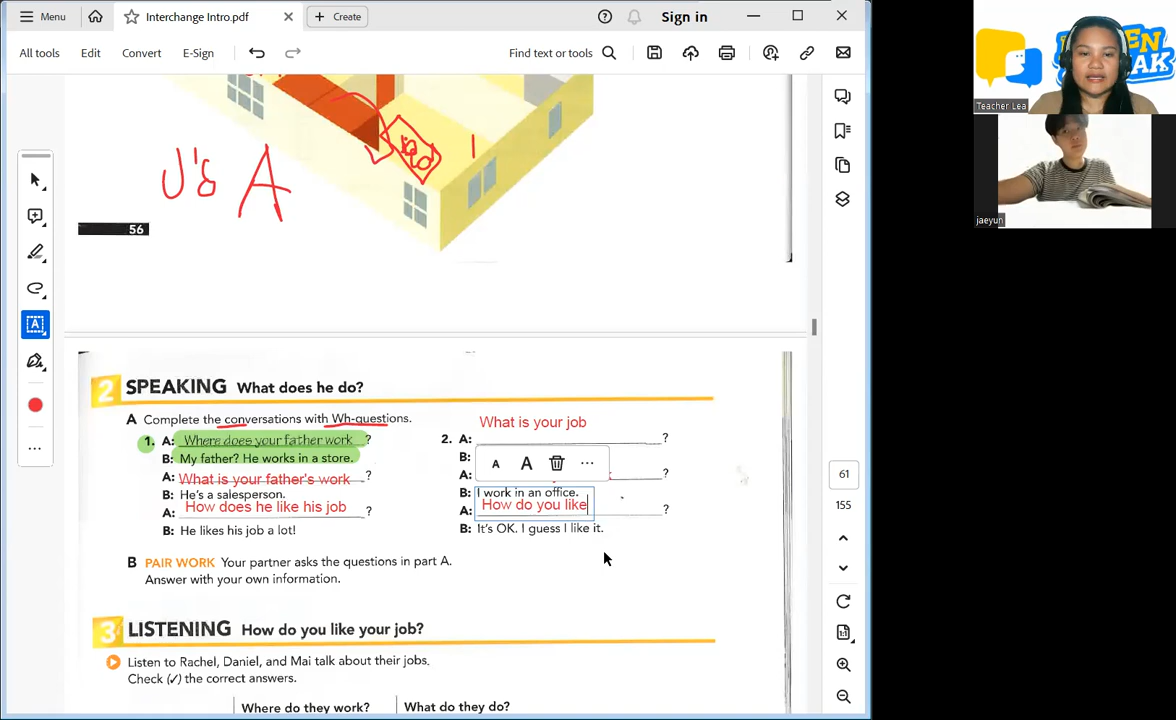 Menu
Interchange Intro.pdf
Create
Sign in
All tools
Edit
Convert
E-Sign
Find text or tools
J's A
56
2 SPEAKING What does he do?
A Complete the conversations with Wh-questions.
1. A: Where does your father work ?
B: My father? He works in a store.
A: What is your father's work ?
B: He's a salesperson.
A: How does he like his job ?
B: He likes his job a lot!
What is your job
2. A: ?
B:
A A
A: ?
B: I work in an office.
A: How do you like ?
B: It's OK. I guess I like it.
B PAIR WORK Your partner asks the questions in part A.
Answer with your own information.
3 LISTENING How do you like your job?
Listen to Rachel, Daniel, and Mai talk about their jobs.
Check (✓) the correct answers.
Where do they work? What do they do?
61
155
Teacher Lea
jaeyun